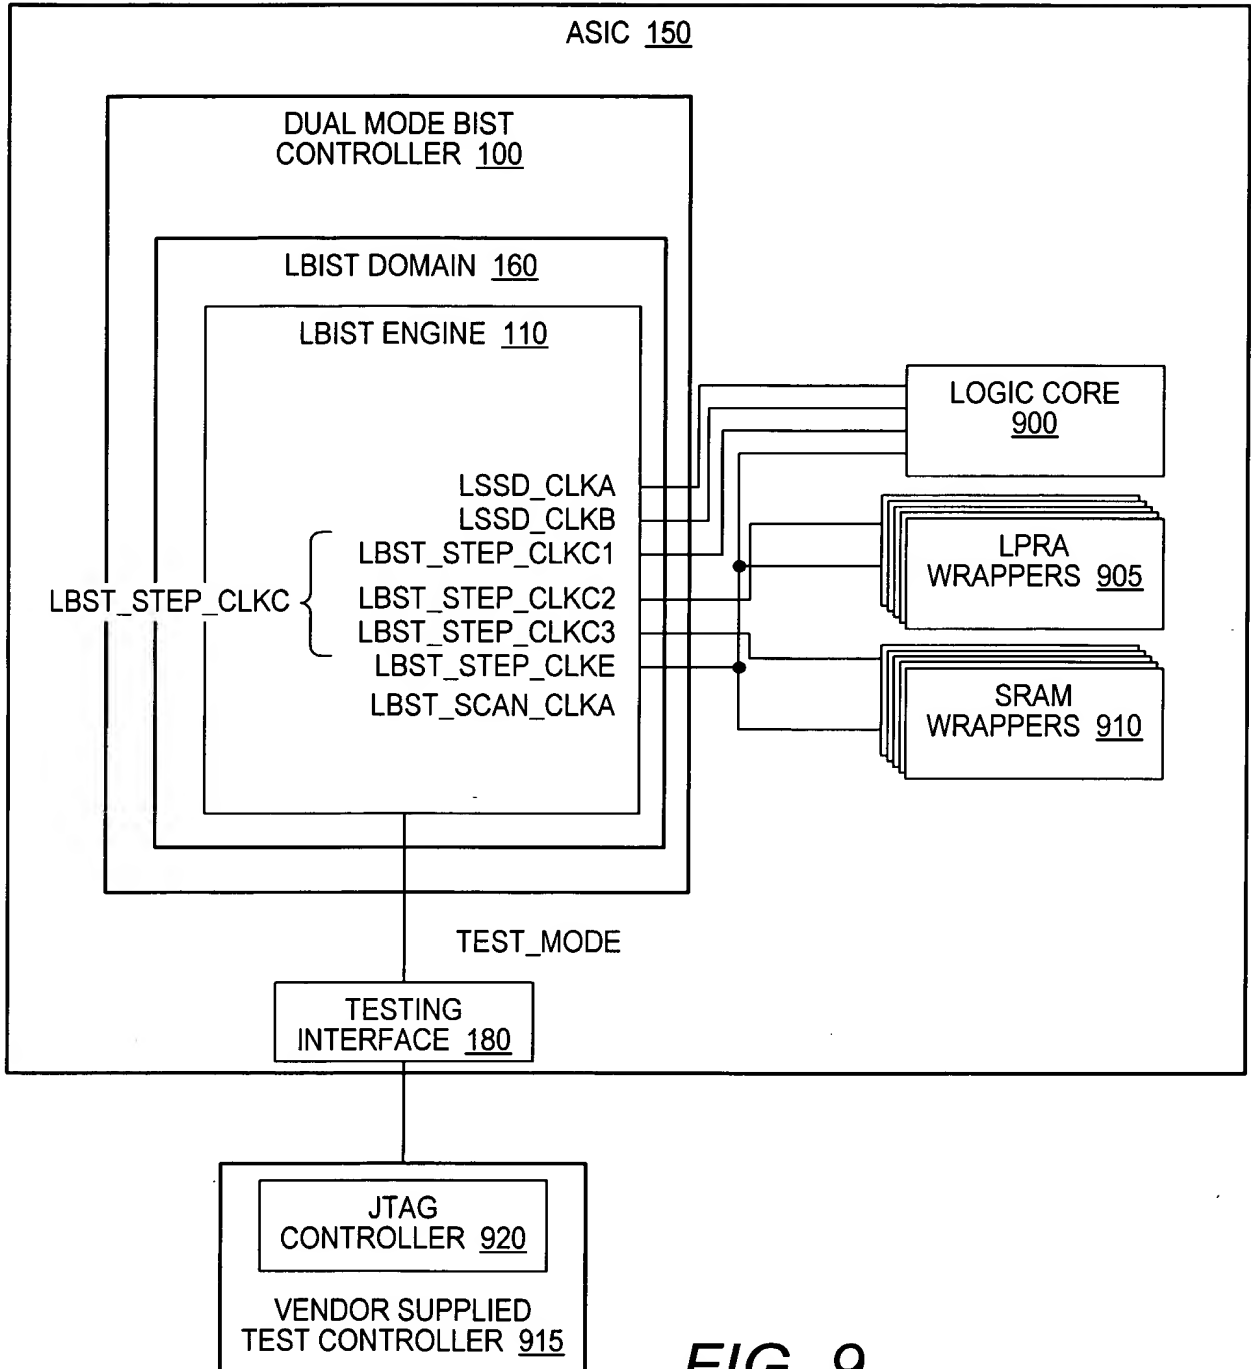 ASIC 150
DUAL MODE BIST
CONTROLLER 100
LBIST DOMAIN 160
LBIST ENGINE 110
LOGIC CORE
900
LSSD_CLKA
LSSD_CLKB
LBST_STEP_CLKC1
LBST_STEP_CLKC
LBST_STEP_CLKC2
LBST_STEP_CLKC3
LBST_STEP_CLKE
LBST_SCAN_CLKA
LPRA
WRAPPERS 905
SRAM
WRAPPERS 910
TEST_MODE
TESTING
INTERFACE 180
JTAG
CONTROLLER 920
VENDOR SUPPLIED
TEST CONTROLLER 915
FIG. 9